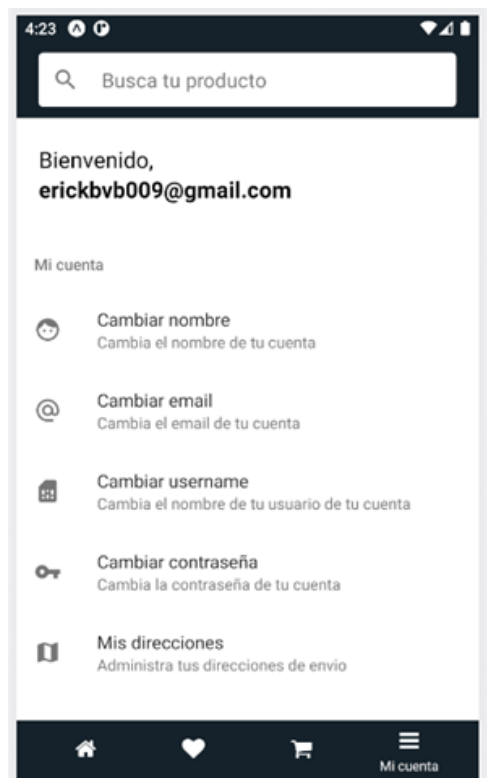 4:23
Busca tu producto
Bienvenido,
erickbvb009@gmail.com
Mi cuenta
Cambiar nombre
Cambia el nombre de tu cuenta
Cambiar email
Cambia el email de tu cuenta
Cambiar username
Cambia el nombre de tu usuario de tu cuenta
Cambiar contraseña
Cambia la contraseña de tu cuenta
Mis direcciones
Administra tus direcciones de envio
Mi cuenta